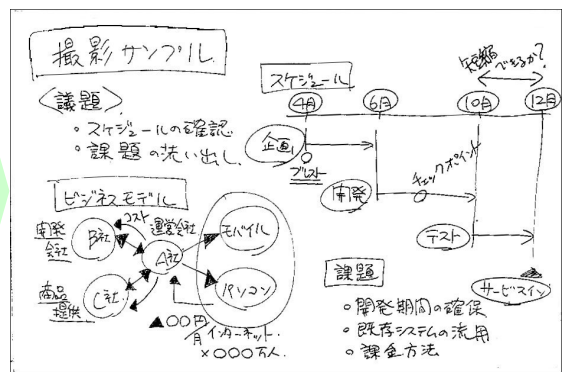 撮影サンプル
<議題>
・スケジュールの確認
・課題の洗い出し
ビジネスモデル
開発会社
B社
コスト
運営会社
A社
モバイル
パソコン
商品提供
C社
▲〇〇円/月
インターネット
×〇〇〇万人
スケジュール
短縮できるか?
4月
6月
10月
12月
企画
ブレスト
開発
チェックポイント
テスト
サービスイン
課題
・開発期間の確保
・既存システムの流用
・課金方法